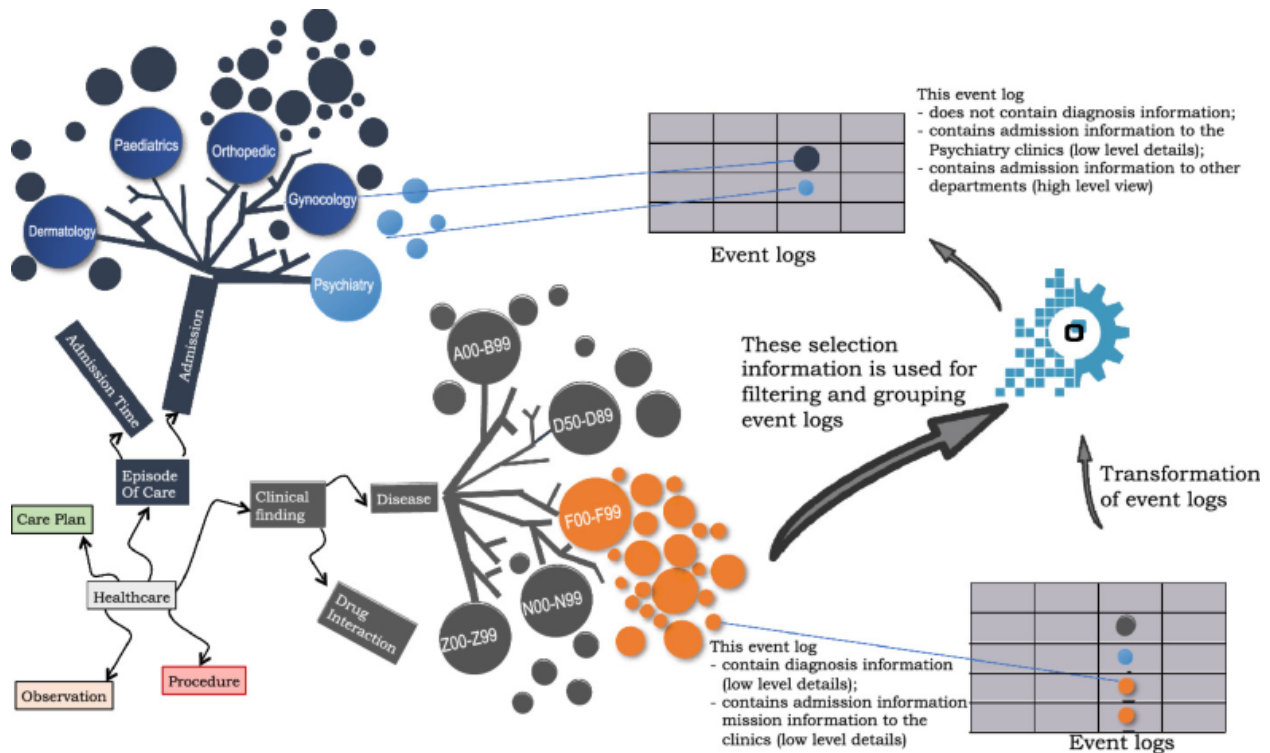 Paediatrics
Orthopedic
Gynocology
Dermatology
Psychiatry
Admission
Admission Time
Episode
Of Care
Care Plan
Healthcare
Observation
Procedure
Clinical
finding
Disease
Drug
Interaction
A00-B99
D50-D89
F00-F99
N00-N99
Z00-Z99
This event log
- does not contain diagnosis information;
- contains admission information to the
Psychiatry clinics (low level details);
- contains admission information to other
departments (high level view)
Event logs
These selection
information is used for
filtering and grouping
event logs
Transformation
of event logs
This event log
- contain diagnosis information
(low level details);
- contains admission information
mission information to the
clinics (low level details)
Event logs